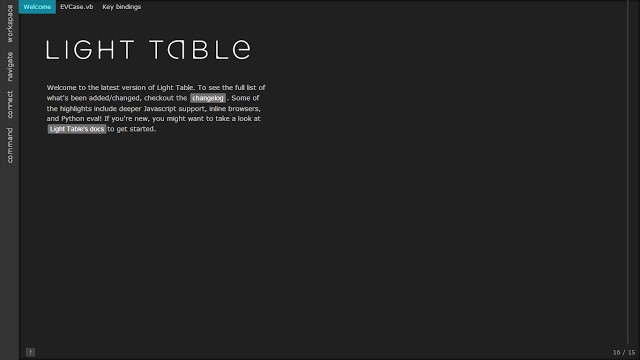 Welcome EVCase.vb Key bindings
workspace
navigate
connect
command
LIGHT TABLE
Welcome to the latest version of Light Table. To see the full list of
what's been added/changed, checkout the changelog . Some of
the highlights include deeper Javascript support, inline browsers,
and Python eval! If you're new, you might want to take a look at
Light Table's docs to get started.
16 / 15